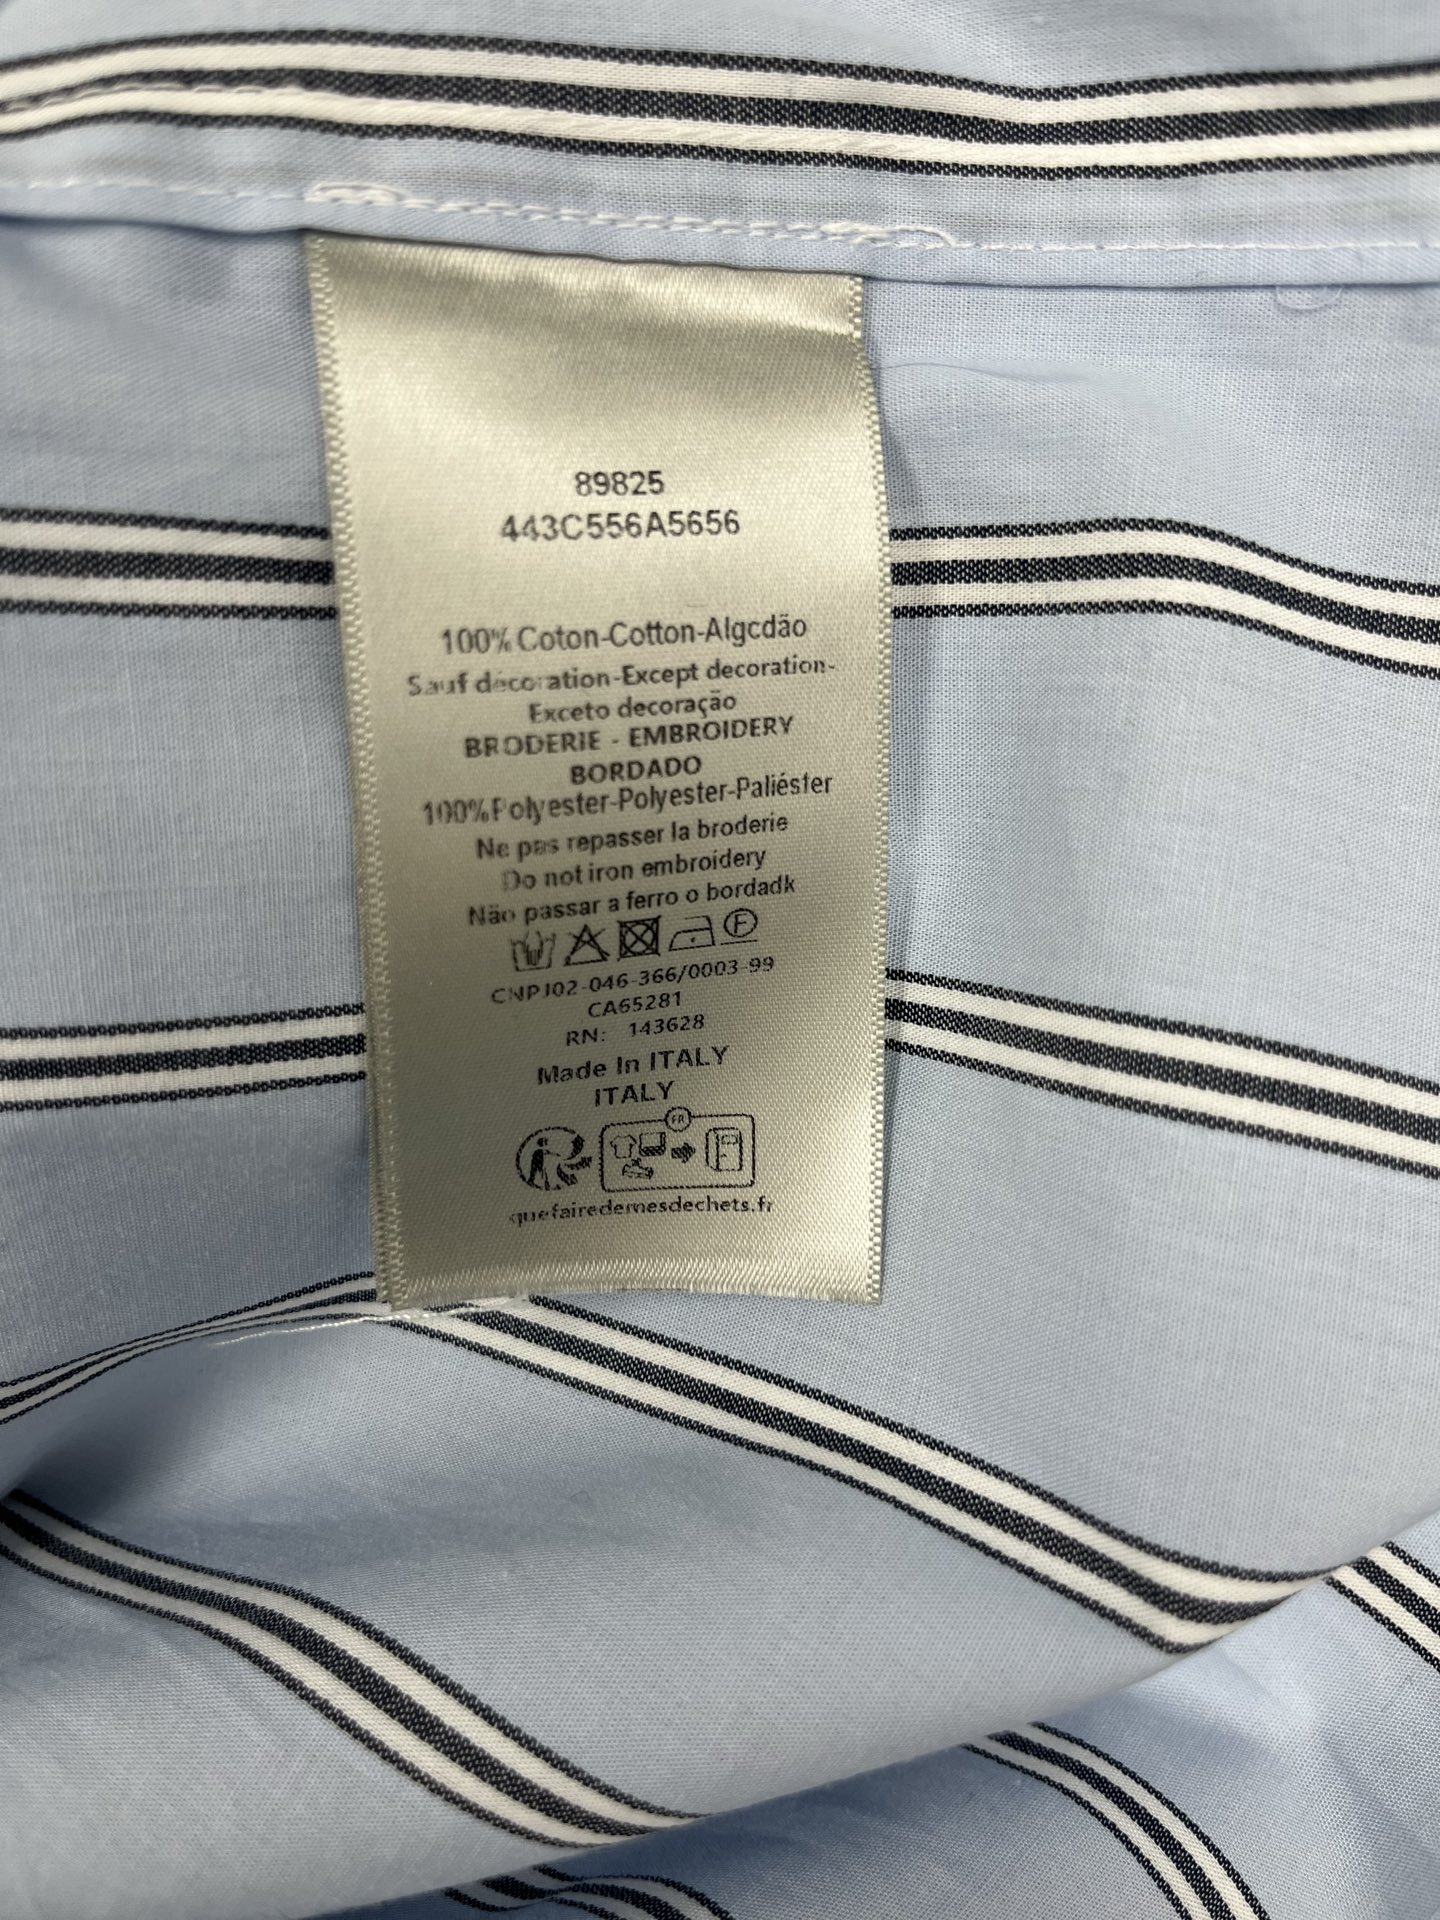 89825
443C556A5656
100% Coton-Cotton-Algcdão
Sauf décoration-Except decoration-
Exceto decoração
BRODERIE - EMBROIDERY
BORDADO
100%Polyester-Polyester-Paliéster
Ne pas repasser la broderie
Do not iron embroidery
Não passar a ferro o bordadk
F
CNPJ02-046-366/0003-99
CA65281
RN: 143628
Made In ITALY
ITALY
FR
quefairedemesdechets.fr